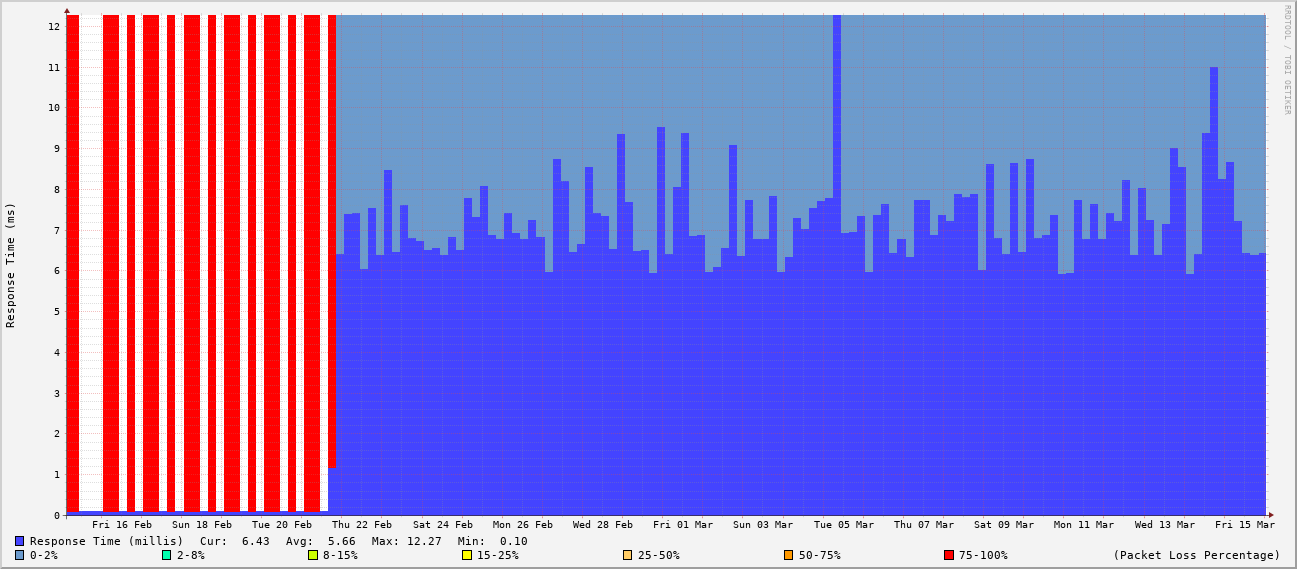 RRDTOOL / TOBI OETIKER
Response Time (ms)
12
11
10
9
8
7
6
5
4
3
2
1
0
Fri 16 Feb Sun 18 Feb Tue 20 Feb Thu 22 Feb Sat 24 Feb Mon 26 Feb Wed 28 Feb Fri 01 Mar Sun 03 Mar Tue 05 Mar Thu 07 Mar Sat 09 Mar Mon 11 Mar Wed 13 Mar Fri 15 Mar
Response Time (millis) Cur: 6.43 Avg: 5.66 Max: 12.27 Min: 0.10
0-2% 2-8% 8-15% 15-25% 25-50% 50-75% 75-100% (Packet Loss Percentage)